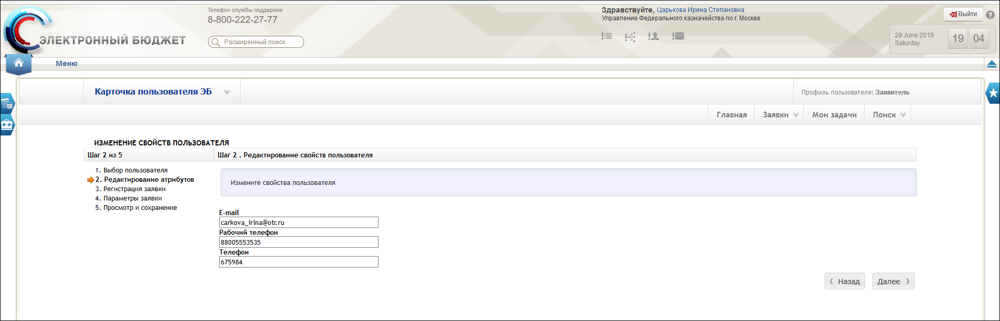 Телефон службы поддержки
8-800-222-27-77
ЭЛЕКТРОННЫЙ БЮДЖЕТ
Расширенный поиск
Здравствуйте, Царькова Ирина Степановна
Управление Федерального казначейства по г. Москве
Выйти
?
29 June 2019
Saturday
19 04
Меню
Карточка пользователя ЭБ
Профиль пользователя: Заявитель
Главная
Заявки
Мои задачи
Поиск
ИЗМЕНЕНИЕ СВОЙСТВ ПОЛЬЗОВАТЕЛЯ
Шаг 2 из 5
Шаг 2 . Редактирование свойств пользователя
1. Выбор пользователя
2. Редактирование атрибутов
3. Регистрация заявки
4. Параметры заявки
5. Просмотр и сохранение
Измените свойства пользователя
E-mail
carkova_irina@otr.ru
Рабочий телефон
88005553535
Телефон
675984
Назад
Далее